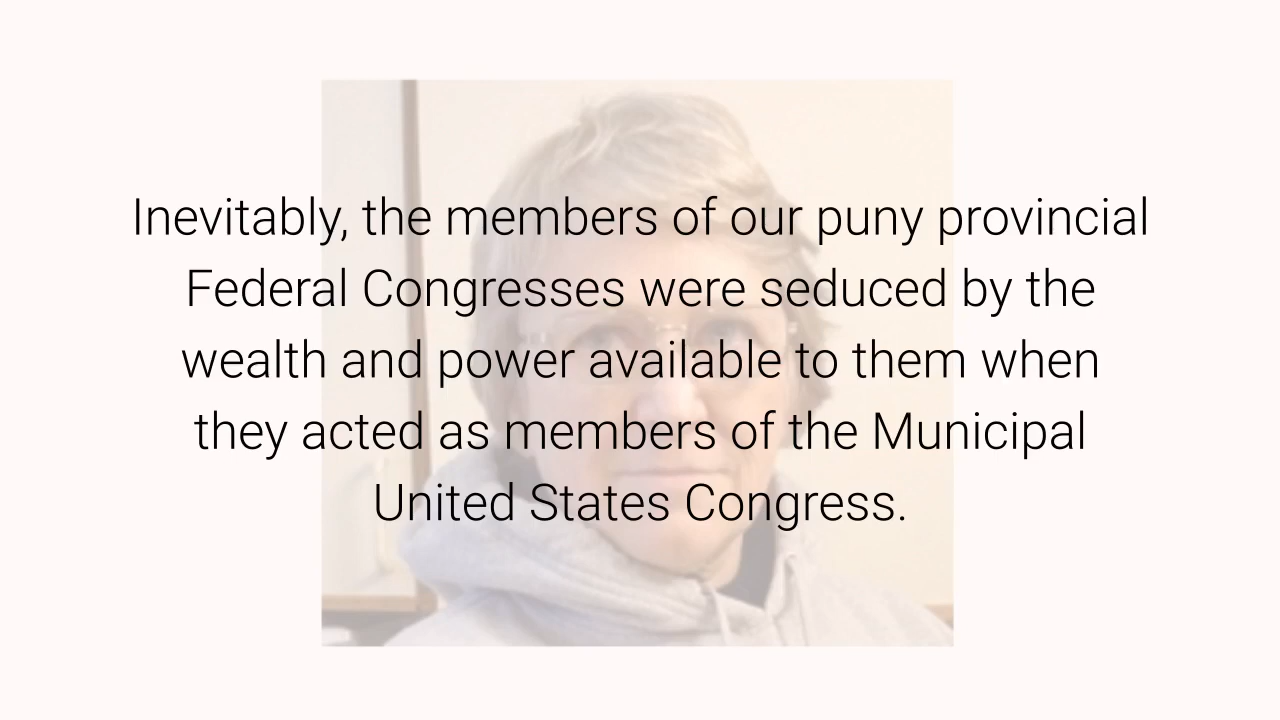 Inevitably, the members of our puny provincial
Federal Congresses were seduced by the
wealth and power available to them when
they acted as members of the Municipal
United States Congress.